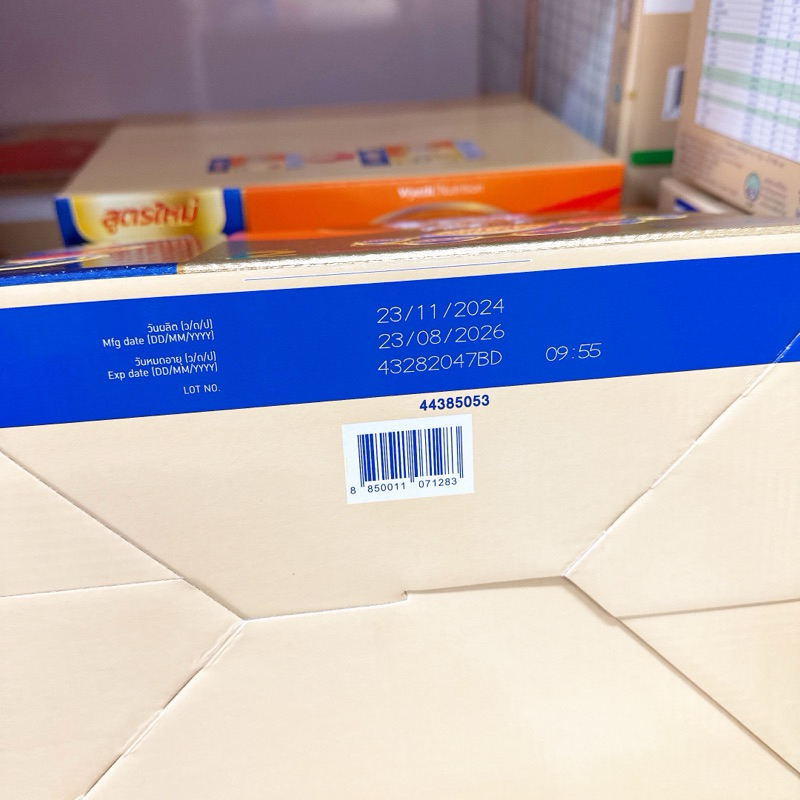 สูตรใหม่
Wyeth Nutrition
วันผลิต (ว/ด/ป)
Mfg date (DD/MM/YYYY)
23/11/2024
วันหมดอายุ (ว/ด/ป)
Exp date (DD/MM/YYYY)
23/08/2026
LOT NO.
43282047BD 09:55
44385053
8 850011 071283